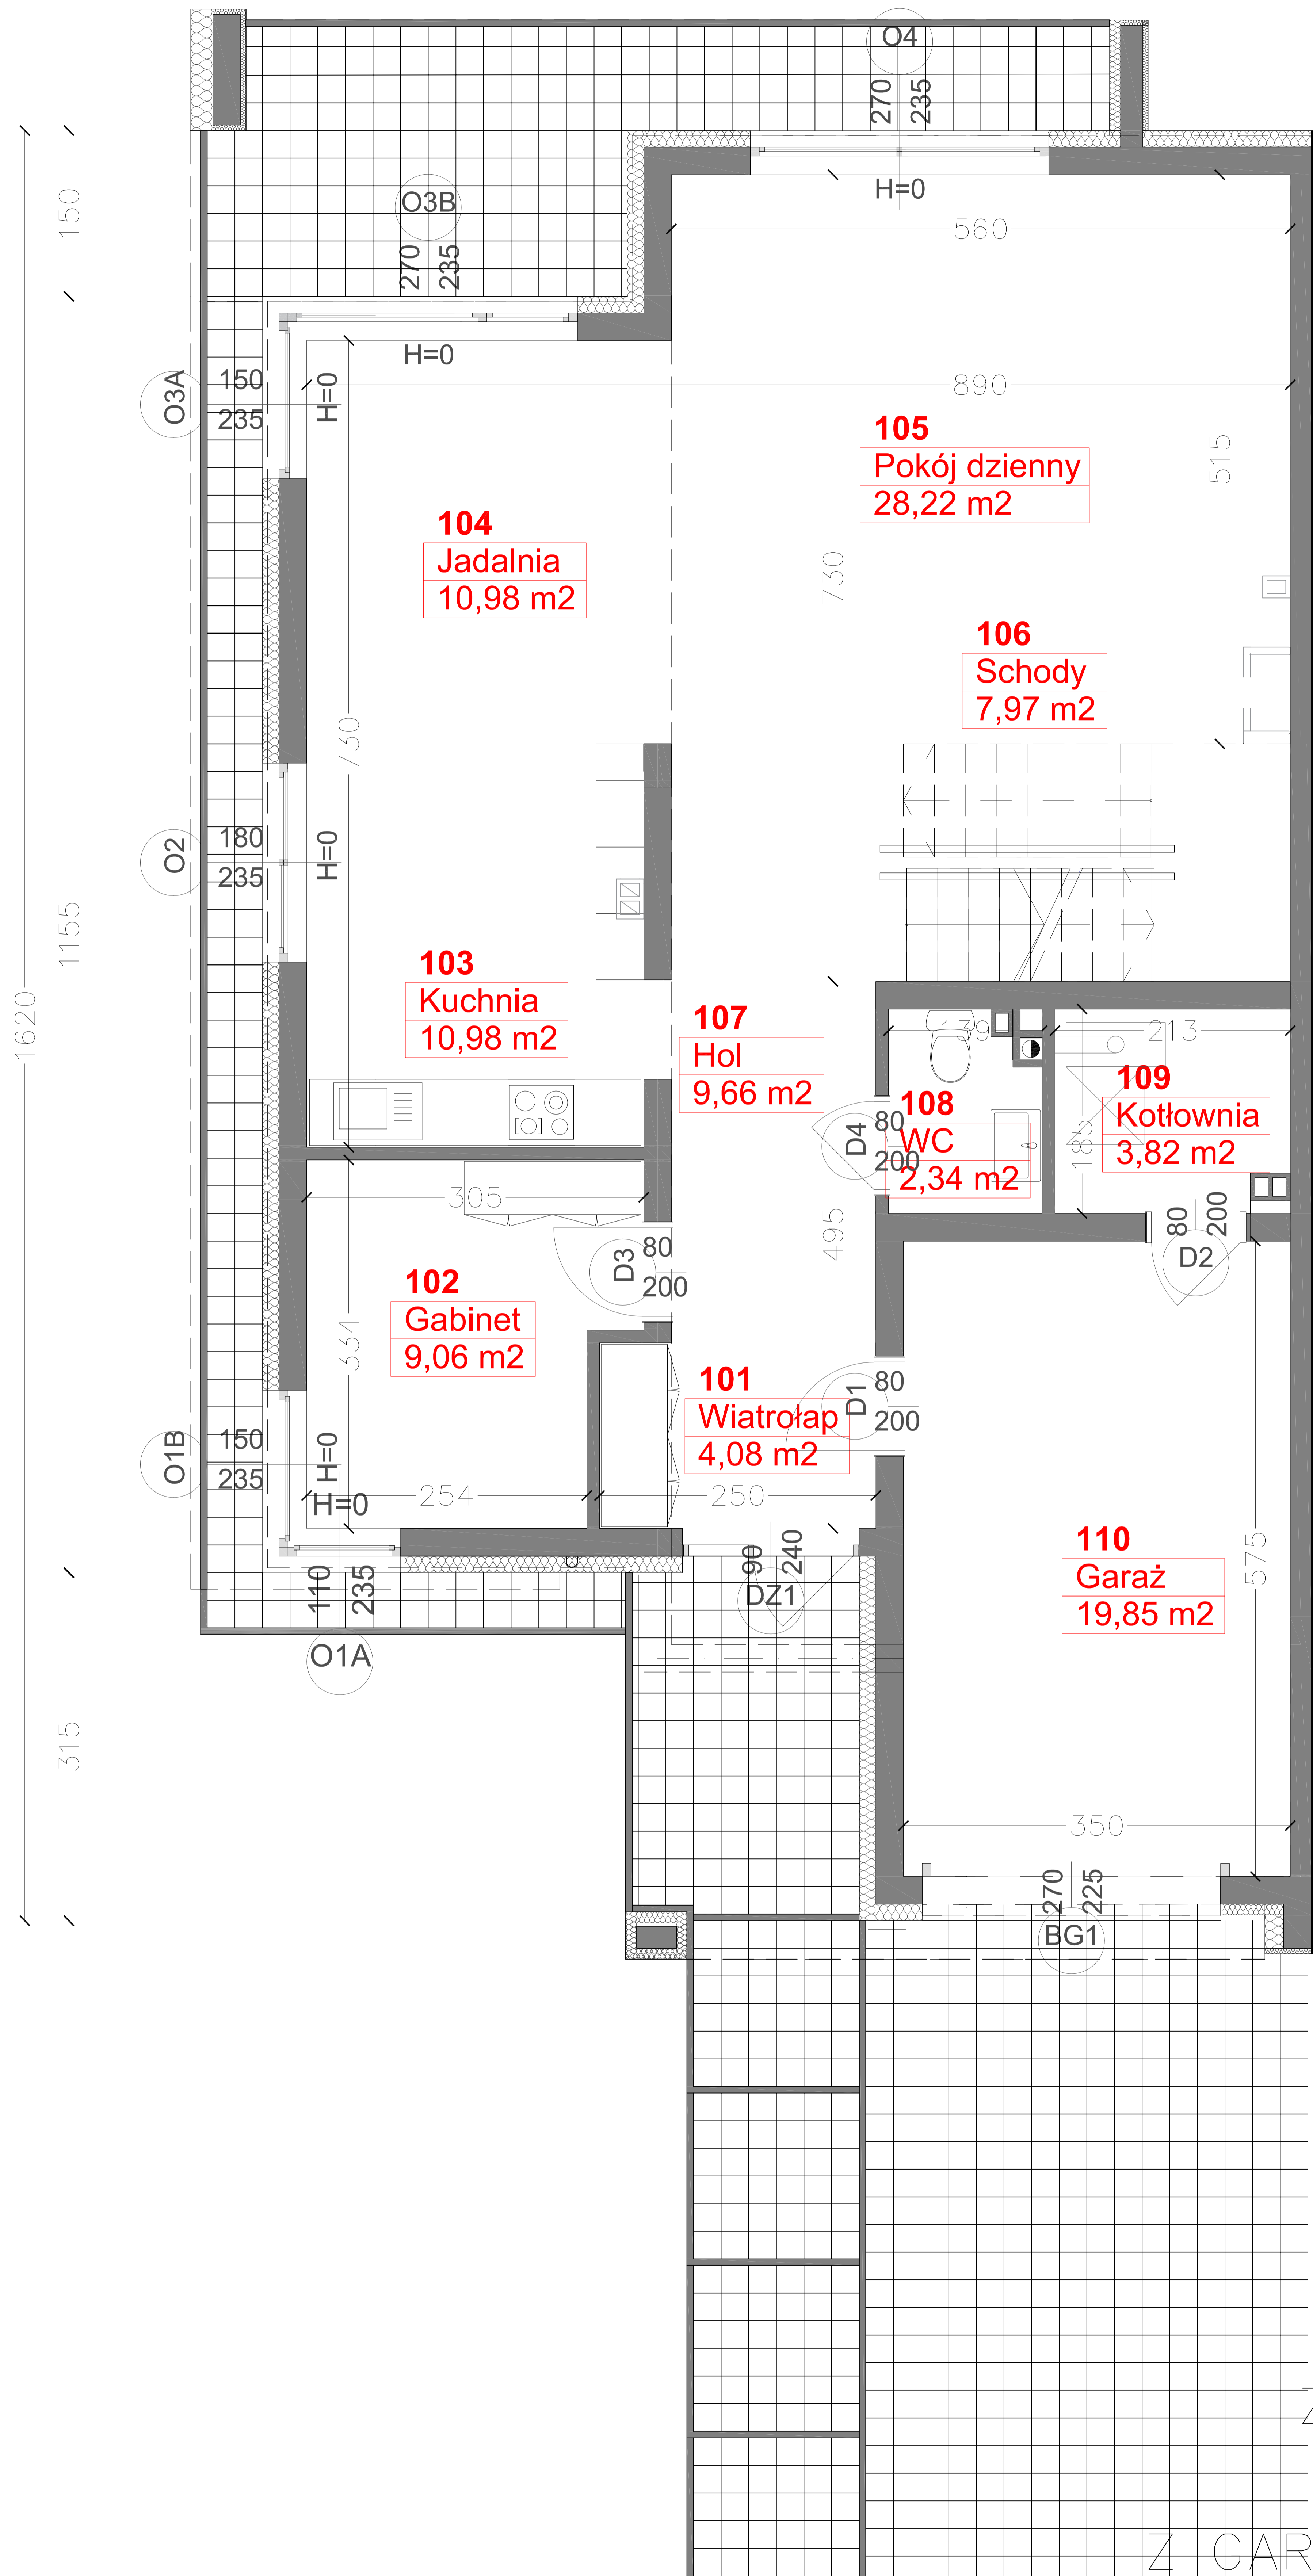 O4
270
235
H=0
150
O3B
270
235
560
H=0
O3A
150
235
H=0
890
105
Pokój dzienny
28,22 m2
515
104
Jadalnia
10,98 m2
730
106
Schody
7,97 m2
730
O2
180
235
H=0
1155
1620
103
Kuchnia
10,98 m2
107
Hol
9,66 m2
139
213
108
WC
2,34 m2
109
Kotłownia
3,82 m2
185
D4
80
200
305
D3
80
200
495
80
200
D2
102
Gabinet
9,06 m2
334
101
Wiatrołap
4,08 m2
D1
80
200
O1B
150
235
H=0
H=0
254
250
110
235
O1A
90
240
DZ1
110
Garaż
19,85 m2
575
315
350
270
225
BG1
Z GAR